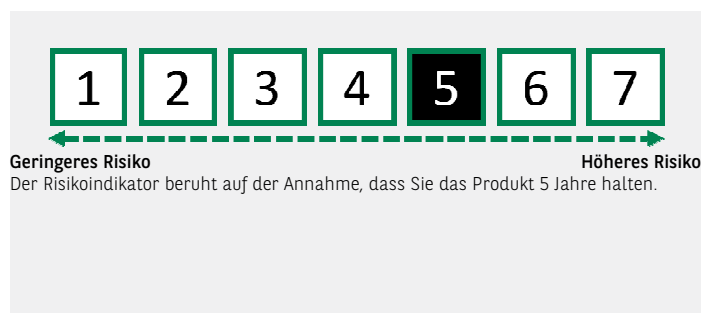 1 2 3 4 5 6 7
Geringeres Risiko Höheres Risiko
Der Risikoindikator beruht auf der Annahme, dass Sie das Produkt 5 Jahre halten.